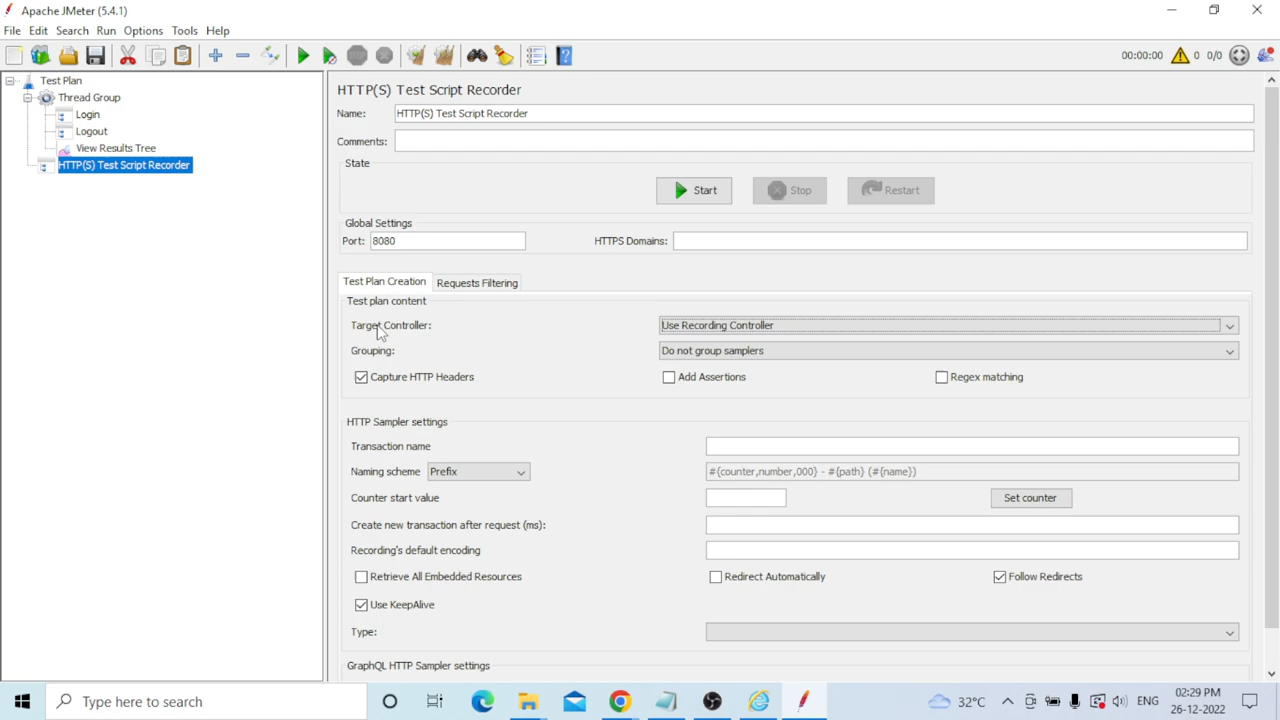 Apache JMeter (5.4.1)
File Edit Search Run Options Tools Help
00:00:00 0 0/0
Test Plan
Thread Group
Login
Logout
View Results Tree
HTTP(S) Test Script Recorder
HTTP(S) Test Script Recorder
Name: HTTP(S) Test Script Recorder
Comments:
State
Start Stop Restart
Global Settings
Port: 8080 HTTPS Domains:
Test Plan Creation Requests Filtering
Test plan content
Target Controller: Use Recording Controller
Grouping: Do not group samplers
Capture HTTP Headers Add Assertions Regex matching
HTTP Sampler settings
Transaction name
Naming scheme Prefix #{counter,number,000} - #{path} (#{name})
Counter start value Set counter
Create new transaction after request (ms):
Recording's default encoding
Retrieve All Embedded Resources Redirect Automatically Follow Redirects
Use KeepAlive
Type:
GraphQL HTTP Sampler settings
Type here to search 32°C ENG 02:29 PM
26-12-2022